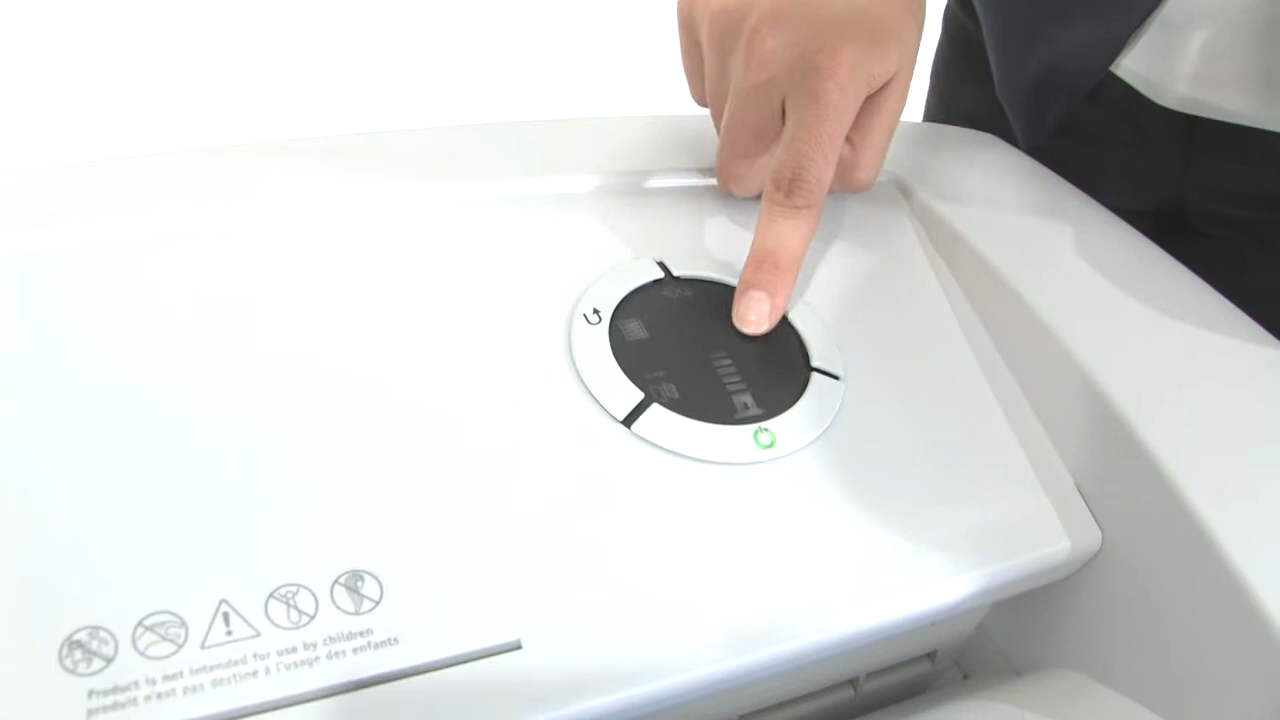 Product is not intended for use by children
produit n'est pas destiné à l'usage des enfants